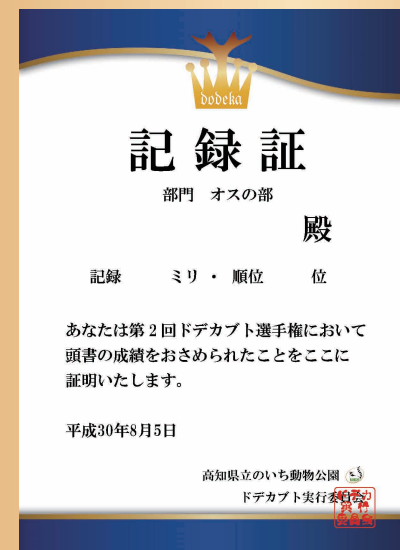 dodeka
記録証
部門　オスの部
殿
記録　　　ミリ・ 順位　　　位
あなたは第２回ドデカブト選手権において
頭書の成績をおさめられたことをここに
証明いたします。
平成30年8月5日
高知県立のいち動物公園
ドデカブト実行委員会